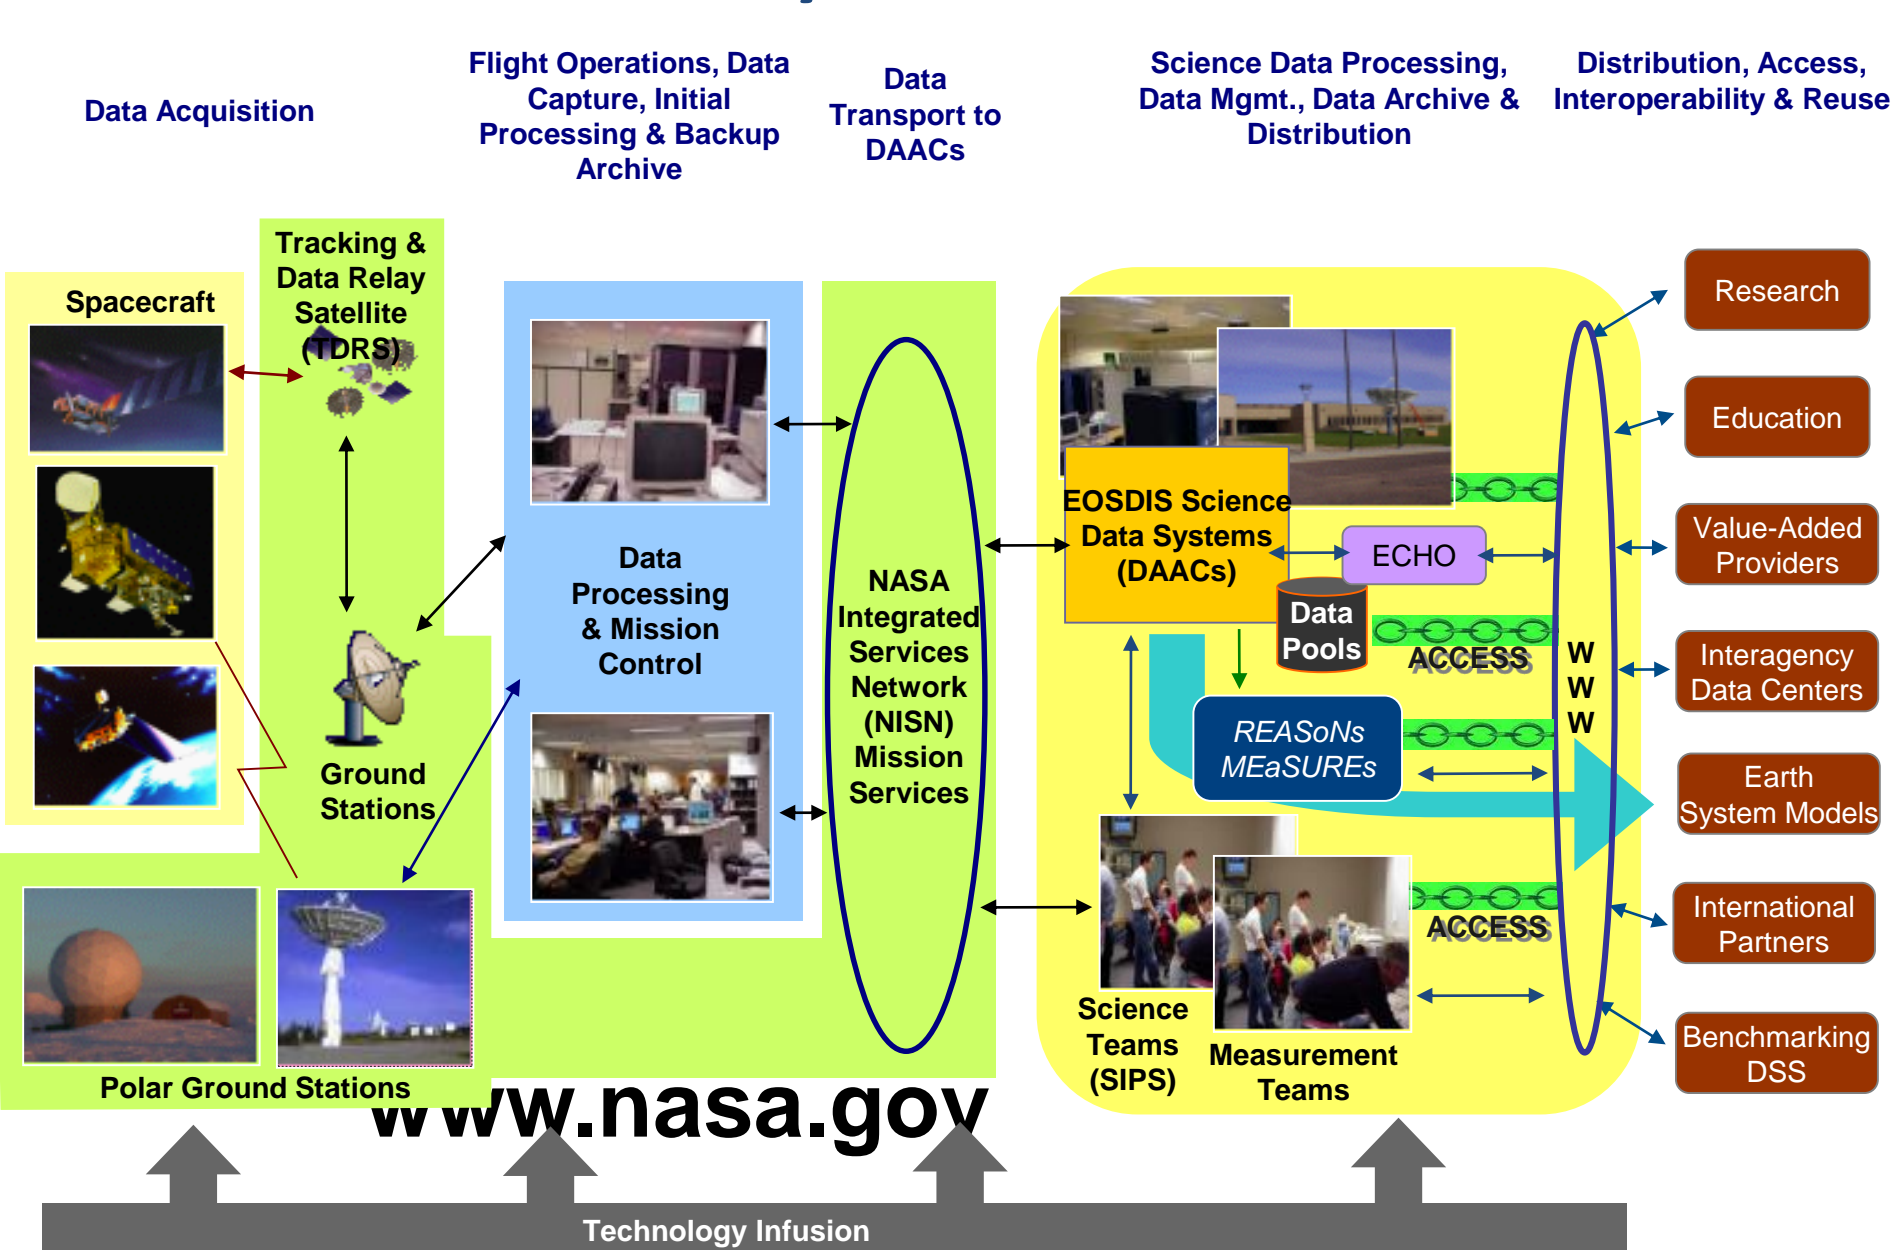 Data Acquisition
Flight Operations, Data
Capture, Initial
Processing & Backup
Archive
Data
Transport to
DAACs
Science Data Processing,
Data Mgmt., Data Archive &
Distribution
Distribution, Access,
Interoperability & Reuse
Tracking &
Data Relay
Satellite
(TDRS)
Spacecraft
Ground
Stations
Polar Ground Stations
Data
Processing
& Mission
Control
NASA
Integrated
Services
Network
(NISN)
Mission
Services
EOSDIS Science
Data Systems
(DAACs)
ECHO
Data
Pools
ACCESS
REASoNs
MEaSUREs
ACCESS
Science
Teams
(SIPS)
Measurement
Teams
W
W
W
Research
Education
Value-Added
Providers
Interagency
Data Centers
Earth
System Models
International
Partners
Benchmarking
DSS
www.nasa.gov
Technology Infusion